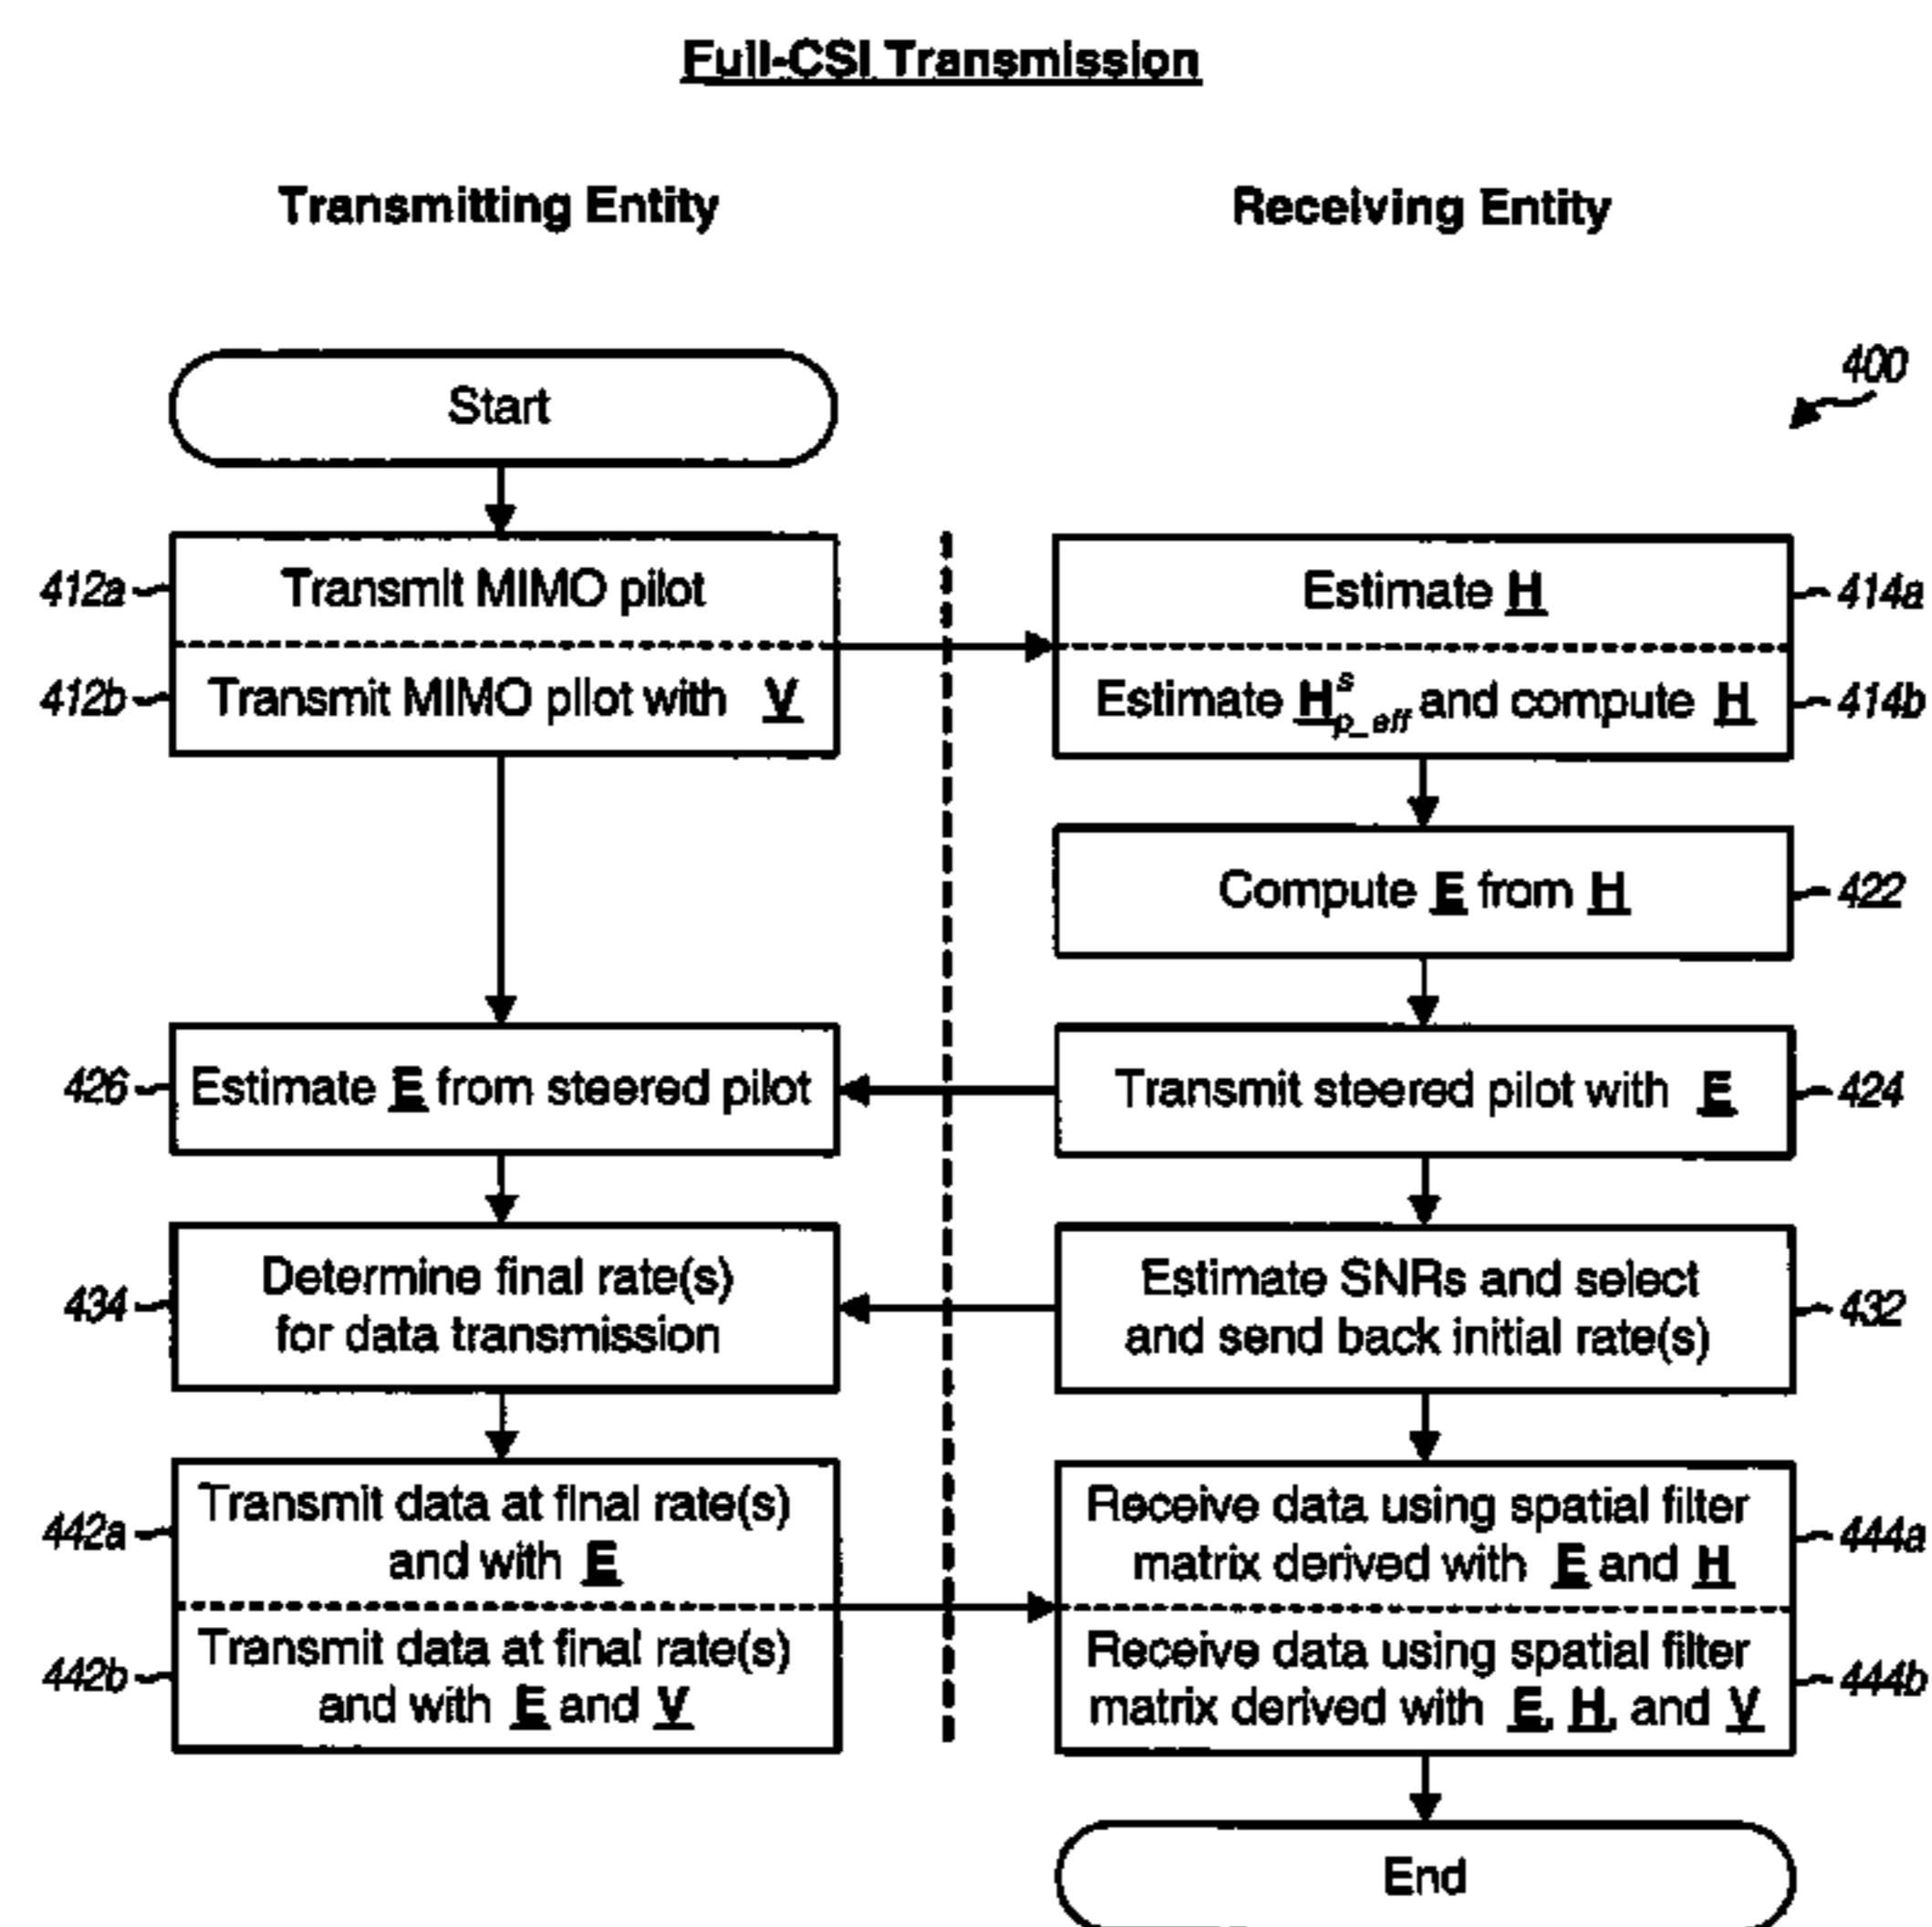 Full-CSI Transmission
Transmitting Entity
Receiving Entity
400
Start
412a
Transmit MIMO pilot
412b
Transmit MIMO pilot with V
Estimate H
414a
Estimate H^s_p_eff and compute H
414b
Compute E from H
422
426
Estimate E from steered pilot
Transmit steered pilot with E
424
434
Determine final rate(s)
for data transmission
Estimate SNRs and select
and send back initial rate(s)
432
442a
Transmit data at final rate(s)
and with E
442b
Transmit data at final rate(s)
and with E and V
Receive data using spatial filter
matrix derived with E and H
444a
Receive data using spatial filter
matrix derived with E, H, and V
444b
End